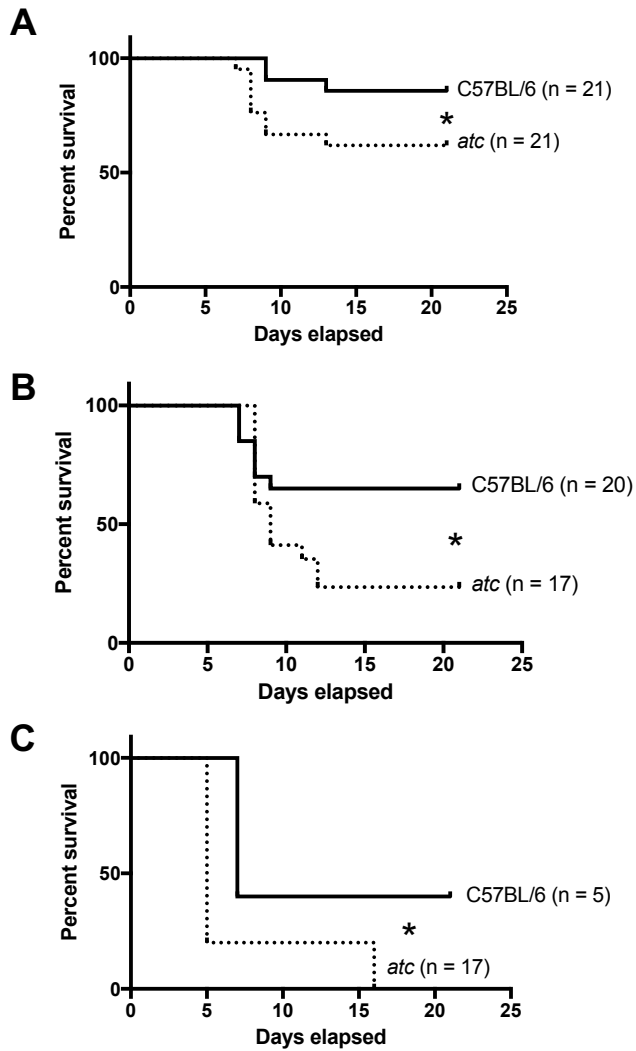 A
100
50
0
Percent survival
C57BL/6 (n = 21)
*
atc (n = 21)
0 5 10 15 20 25
Days elapsed
B
100
50
0
Percent survival
C57BL/6 (n = 20)
*
atc (n = 17)
0 5 10 15 20 25
Days elapsed
C
100
50
0
Percent survival
C57BL/6 (n = 5)
*
atc (n = 17)
0 5 10 15 20 25
Days elapsed